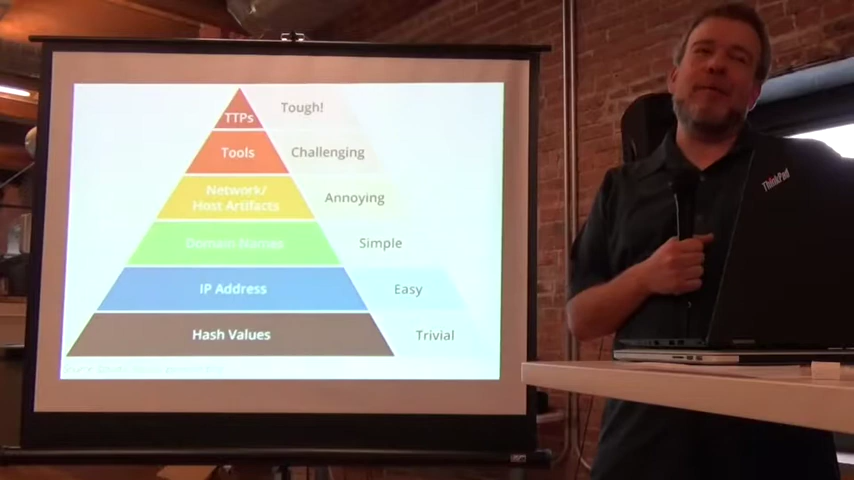 TTPs
Tough!
Tools
Challenging
Network/
Host Artifacts
Annoying
Domain Names
Simple
IP Address
Easy
Hash Values
Trivial
ThinkPad